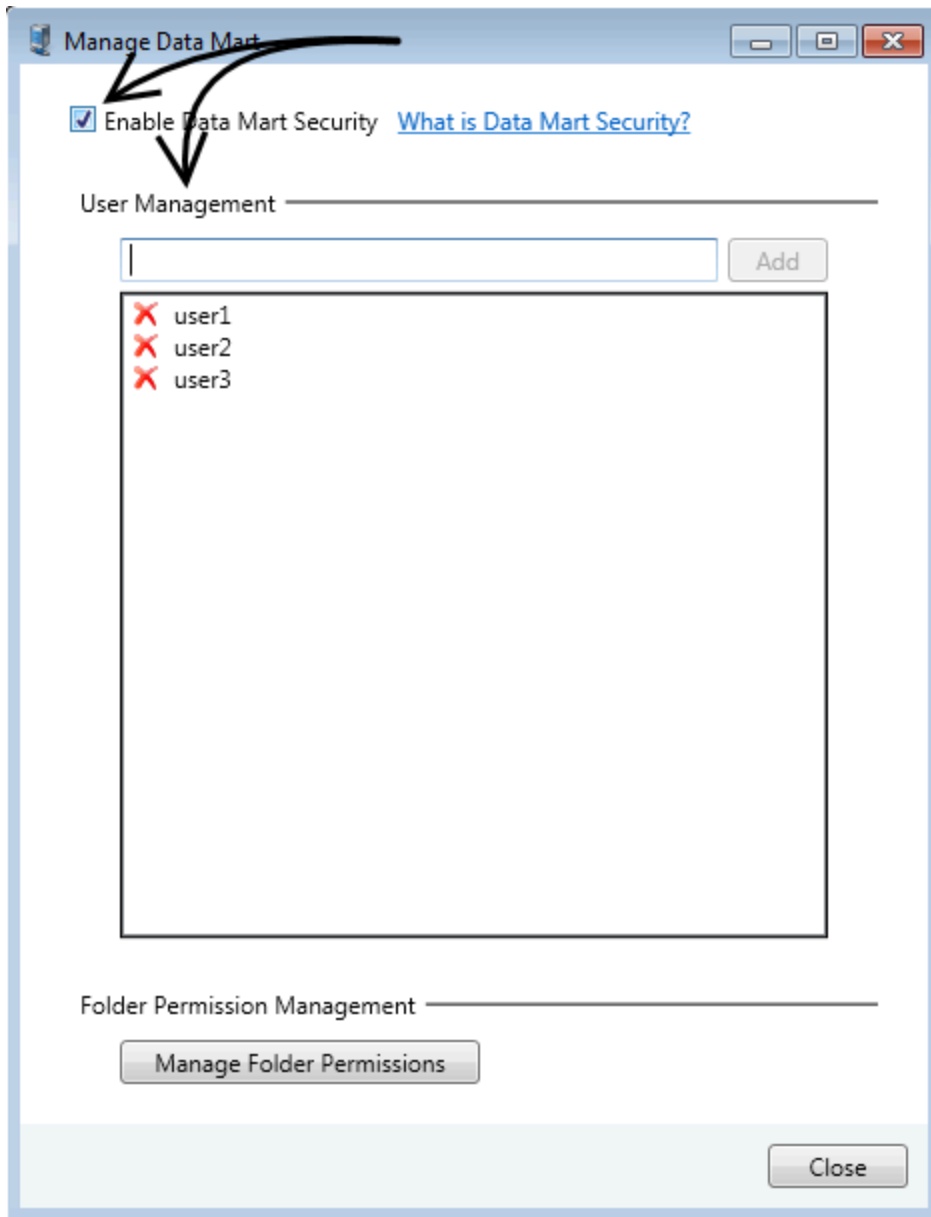 Manage Data Mart
Enable Data Mart Security What is Data Mart Security?
User Management
Add
user1
user2
user3
Folder Permission Management
Manage Folder Permissions
Close